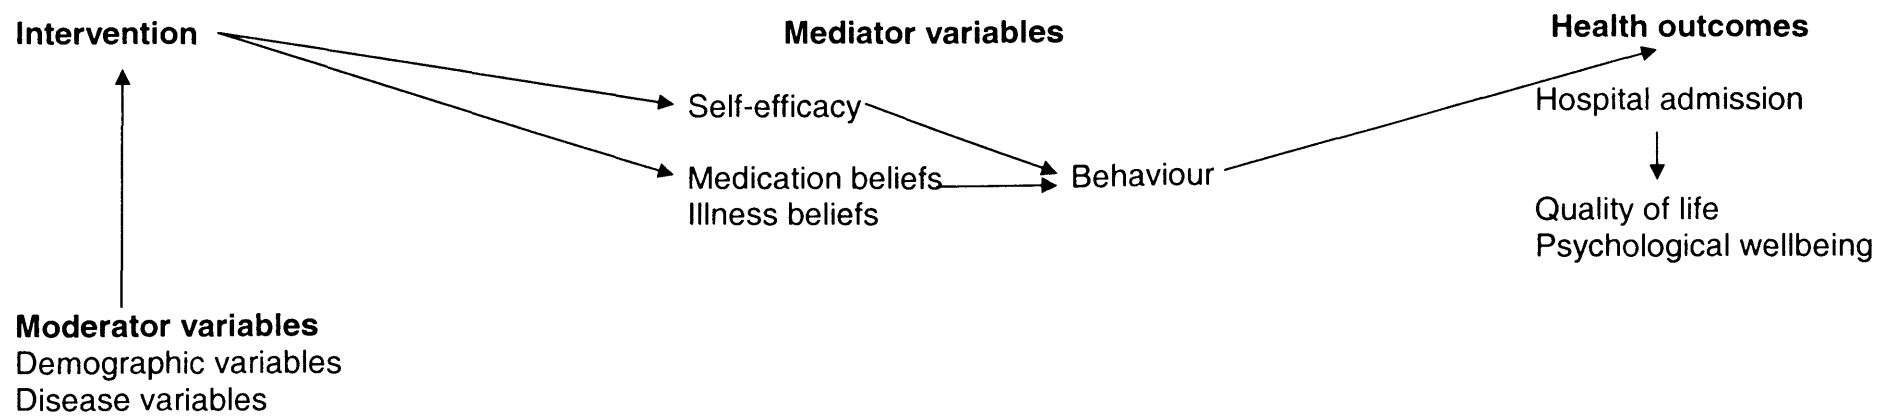 Intervention
Mediator variables
Health outcomes
Self-efficacy
Hospital admission
Medication beliefs
Illness beliefs
Behaviour
Quality of life
Psychological wellbeing
Moderator variables
Demographic variables
Disease variables